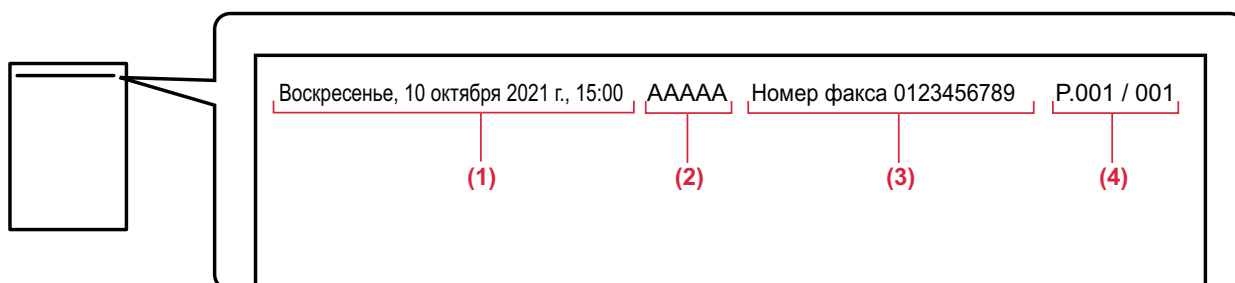 Воскресенье, 10 октября 2021 г., 15:00 AAAAA Номер факса 0123456789 P.001 / 001
(1) (2) (3) (4)